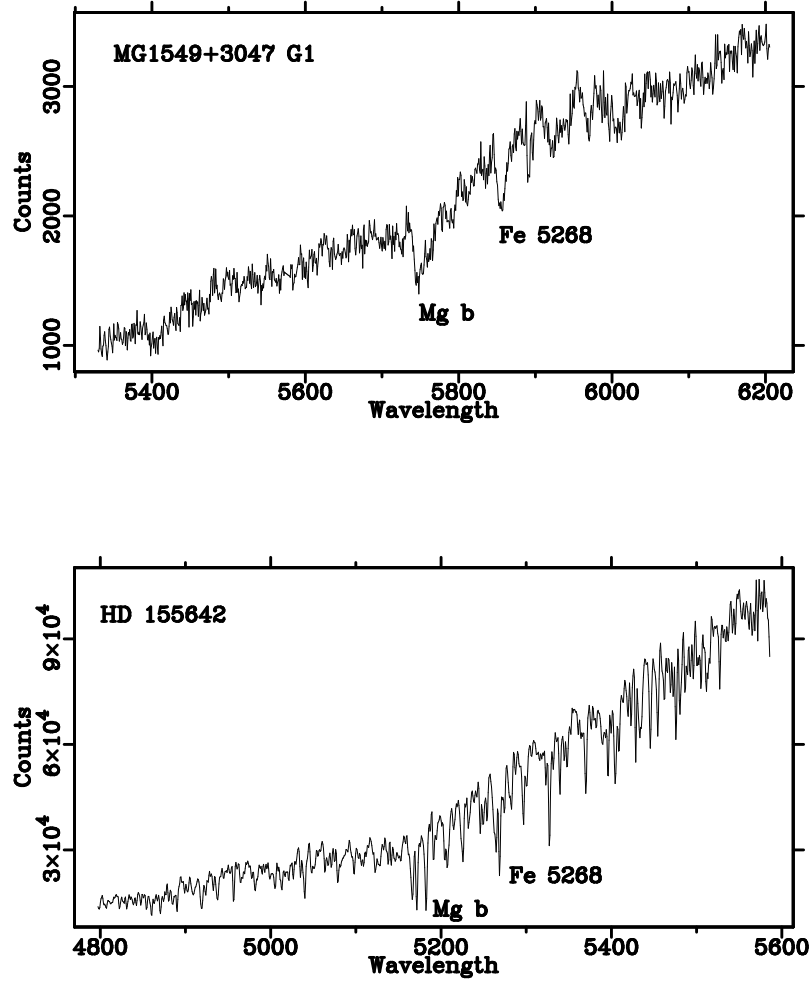 MG1549+3047 G1
3000
2000
1000
Counts
Fe 5268
Mg b
5400 5600 5800 6000 6200
Wavelength
HD 155642
9×10⁴
6×10⁴
3×10⁴
Counts
Fe 5268
Mg b
4800 5000 5200 5400 5600
Wavelength